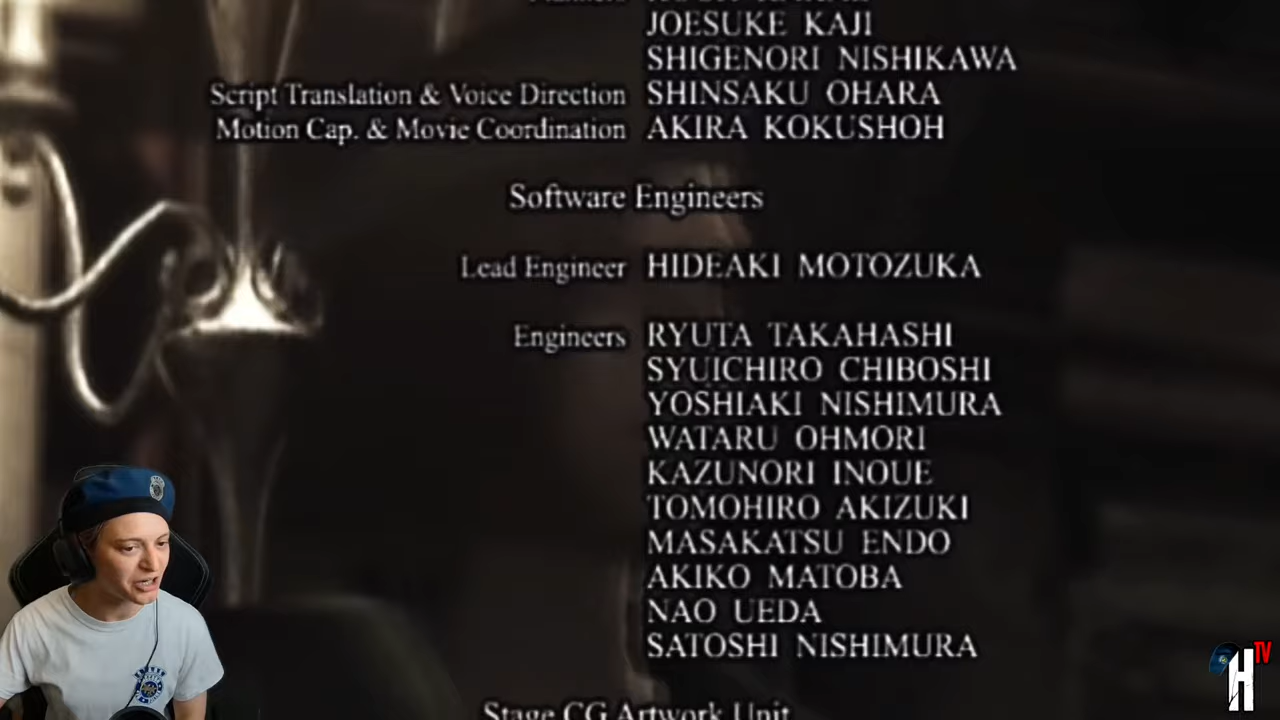 JOESUKE KAJI
SHIGENORI NISHIKAWA
Script Translation & Voice Direction SHINSAKU OHARA
Motion Cap. & Movie Coordination AKIRA KOKUSHOH
Software Engineers
Lead Engineer HIDEAKI MOTOZUKA
Engineers RYUTA TAKAHASHI
SYUICHIRO CHIBOSHI
YOSHIAKI NISHIMURA
WATARU OHMORI
KAZUNORI INOUE
TOMOHIRO AKIZUKI
MASAKATSU ENDO
AKIKO MATOBA
NAO UEDA
SATOSHI NISHIMURA
Stage CG Artwork Unit
H TV